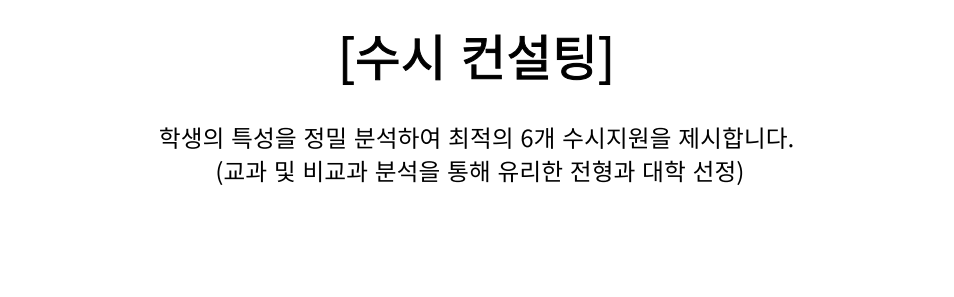 [수시 컨설팅]
학생의 특성을 정밀 분석하여 최적의 6개 수시지원을 제시합니다.
(교과 및 비교과 분석을 통해 유리한 전형과 대학 선정)